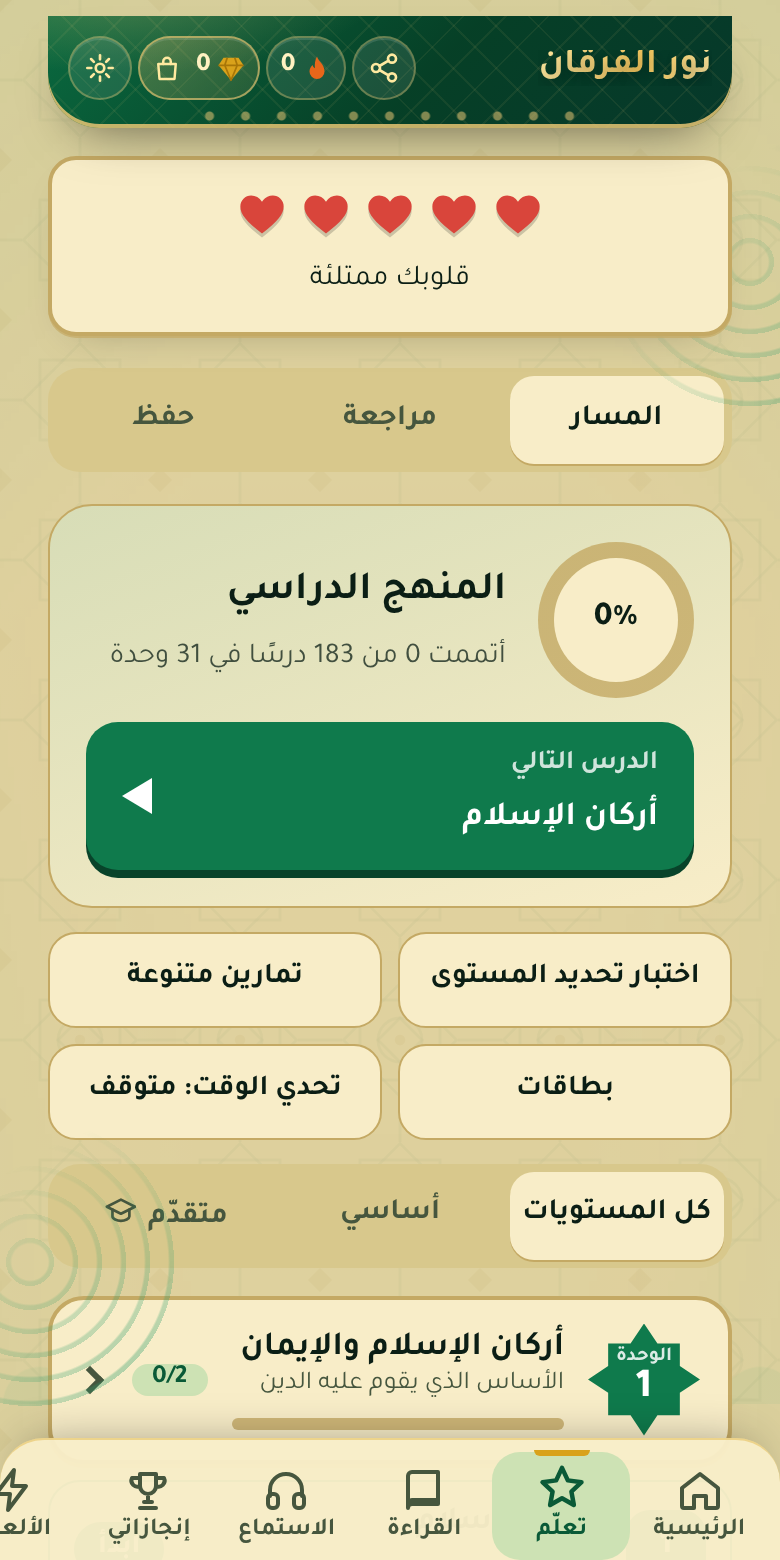 نور الفرقان
0
0
قلوبك ممتلئة
المسار
مراجعة
حفظ
0%
المنهج الدراسي
أتممت 0 من 183 درسًا في 31 وحدة
الدرس التالي
أركان الإسلام
اختبار تحديد المستوى
تمارين متنوعة
بطاقات
تحدي الوقت: متوقف
كل المستويات
أساسي
متقدّم
الوحدة
1
أركان الإسلام والإيمان
الأساس الذي يقوم عليه الدين
0/2
الرئيسية
تعلّم
القراءة
الاستماع
إنجازاتي